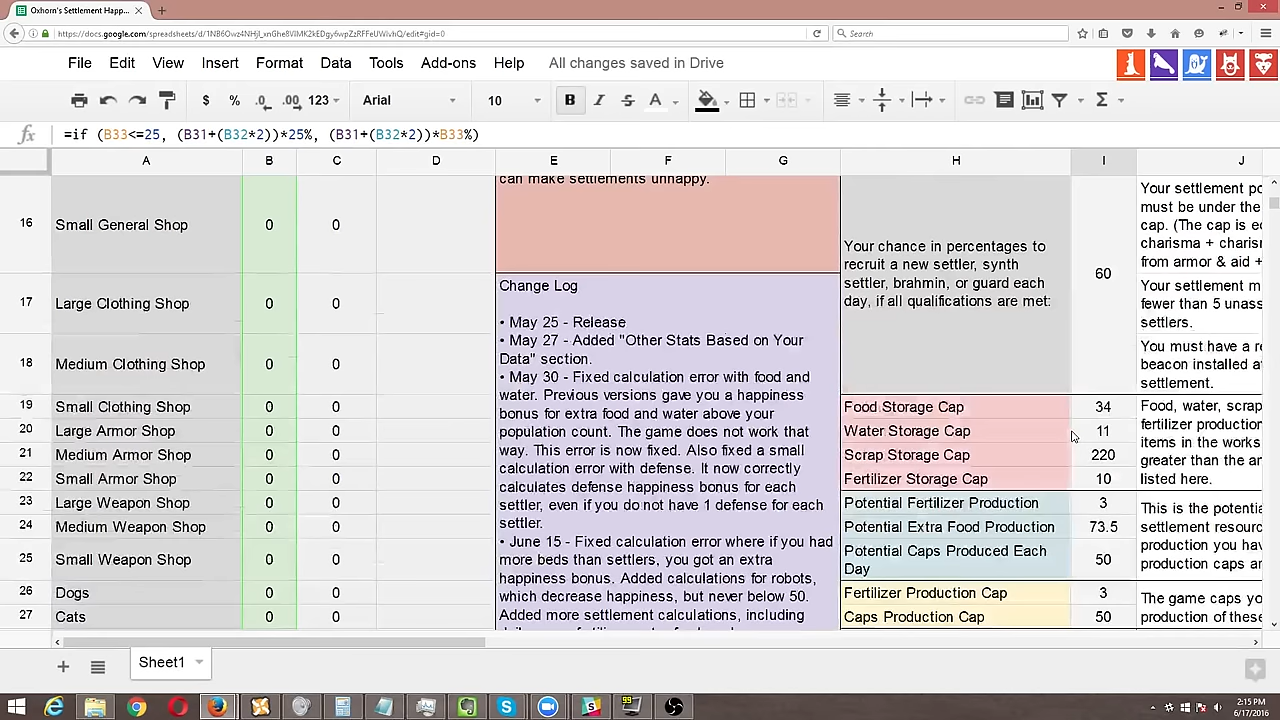 Oxhorn's Settlement Happ...
https://docs.google.com/spreadsheets/d/
/edit#gid=0
Search
File Edit View Insert Format Data Tools Add-ons Help All changes saved in Drive
$ % .0 .00 123 Arial 10 B I S A Σ
fx =if (B33<=25, (B31+(B32*2))*25%, (B31+(B32*2))*B33%)
A B C D E F G H I J
16 Small General Shop 0 0
17 Large Clothing Shop 0 0
18 Medium Clothing Shop 0 0
19 Small Clothing Shop 0 0
20 Large Armor Shop 0 0
21 Medium Armor Shop 0 0
22 Small Armor Shop 0 0
23 Large Weapon Shop 0 0
24 Medium Weapon Shop 0 0
25 Small Weapon Shop 0 0
26 Dogs 0 0
27 Cats 0 0
can make settlements unhappy.
Change Log
• May 25 - Release
• May 27 - Added "Other Stats Based on Your
Data" section.
• May 30 - Fixed calculation error with food and
water. Previous versions gave you a happiness
bonus for extra food and water above your
population count. The game does not work that
way. This error is now fixed. Also fixed a small
calculation error with defense. It now correctly
calculates defense happiness bonus for each
settler, even if you do not have 1 defense for each
settler.
• June 15 - Fixed calculation error where if you had
more beds than settlers, you got an extra
happiness bonus. Added calculations for robots,
which decrease happiness, but never below 50.
Added more settlement calculations, including
Your chance in percentages to
recruit a new settler, synth
settler, brahmin, or guard each
day, if all qualifications are met:
60
Food Storage Cap 34
Water Storage Cap 11
Scrap Storage Cap 220
Fertilizer Storage Cap 10
Potential Fertilizer Production 3
Potential Extra Food Production 73.5
Potential Caps Produced Each
Day 50
Fertilizer Production Cap 3
Caps Production Cap 50
Your settlement po
must be under the
cap. (The cap is ec
charisma + charisr
from armor & aid +
Your settlement m
fewer than 5 unass
settlers.
You must have a re
beacon installed at
settlement.
Food, water, scrap
fertilizer production
items in the works
greater than the an
listed here.
This is the potentia
settlement resourc
production you hav
production caps ar
The game caps yo
production of these
Sheet1
99
2:15 PM
6/17/2016